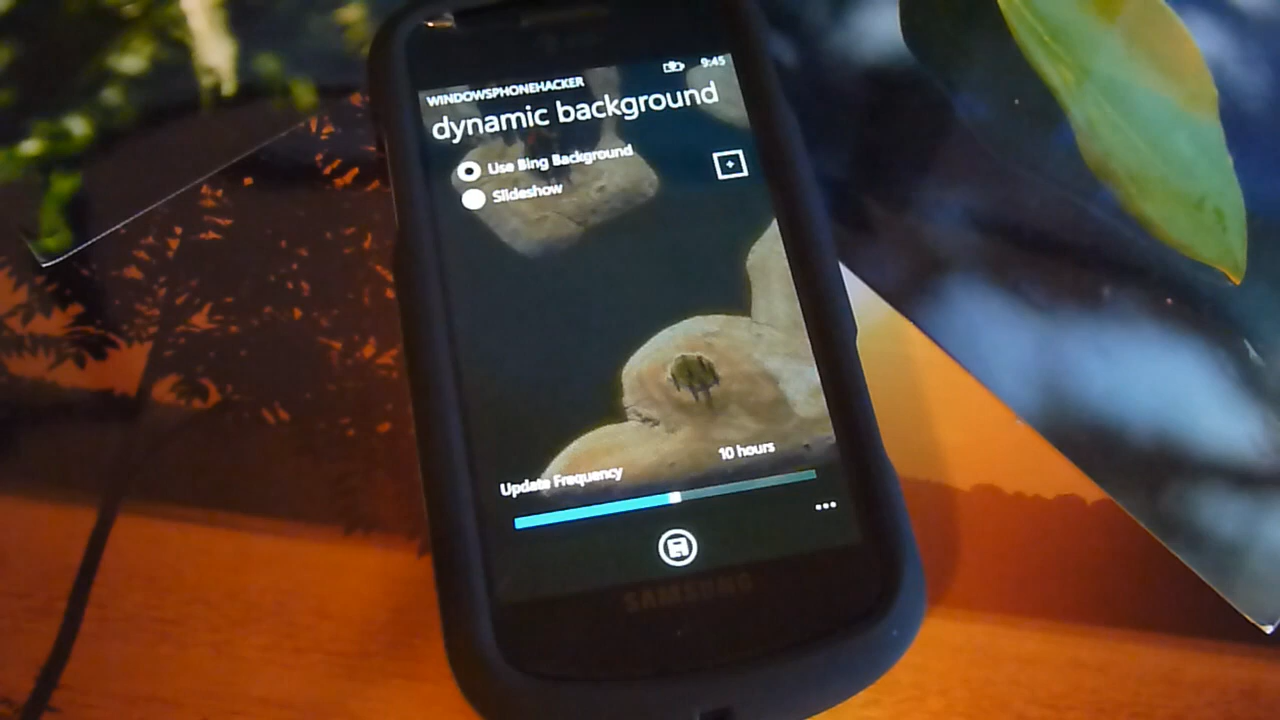 9:45
WINDOWSPHONEHACKER
dynamic background
Use Bing Background
Slideshow
10 hours
Update Frequency
SAMSUNG